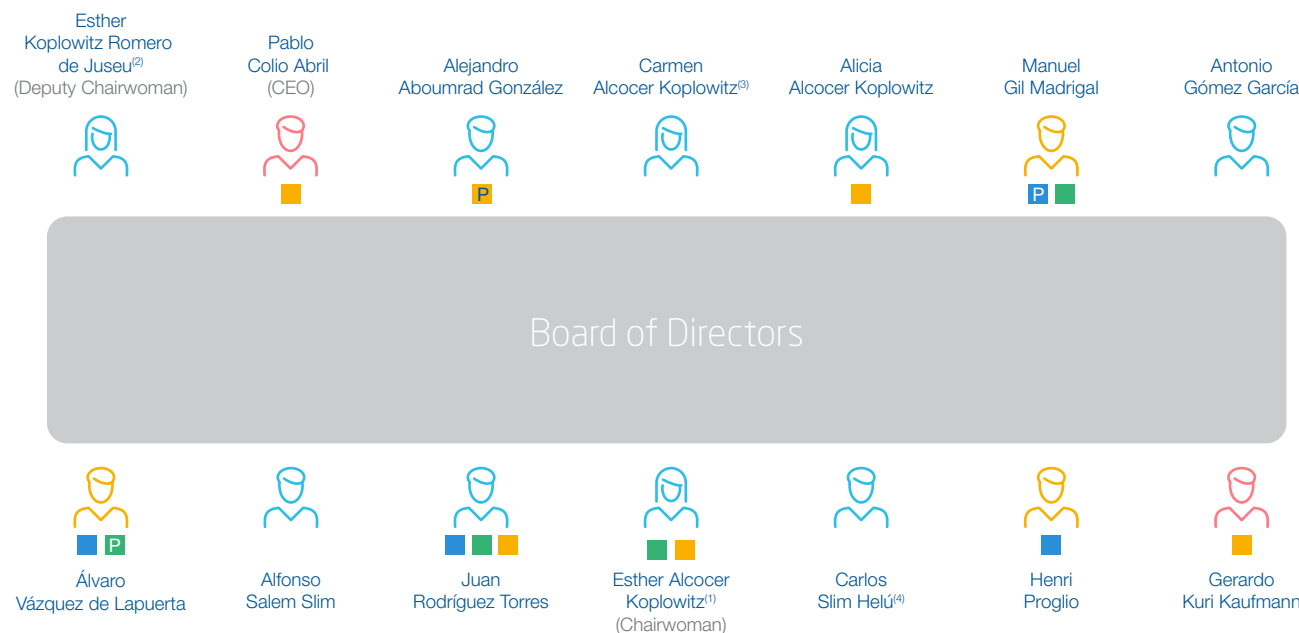 Esther
Koplowitz Romero
de Juseu(2)
(Deputy Chairwoman)
Pablo
Colio Abril
(CEO)
Alejandro
Aboumrad González
Carmen
Alcocer Koplowitz(3)
Alicia
Alcocer Koplowitz
Manuel
Gil Madrigal
Antonio
Gómez García
P
P
Board of Directors
P
Álvaro
Vázquez de Lapuerta
Alfonso
Salem Slim
Juan
Rodríguez Torres
Esther Alcocer
Koplowitz(1)
(Chairwoman)
Carlos
Slim Helú(4)
Henri
Proglio
Gerardo
Kuri Kaufmann